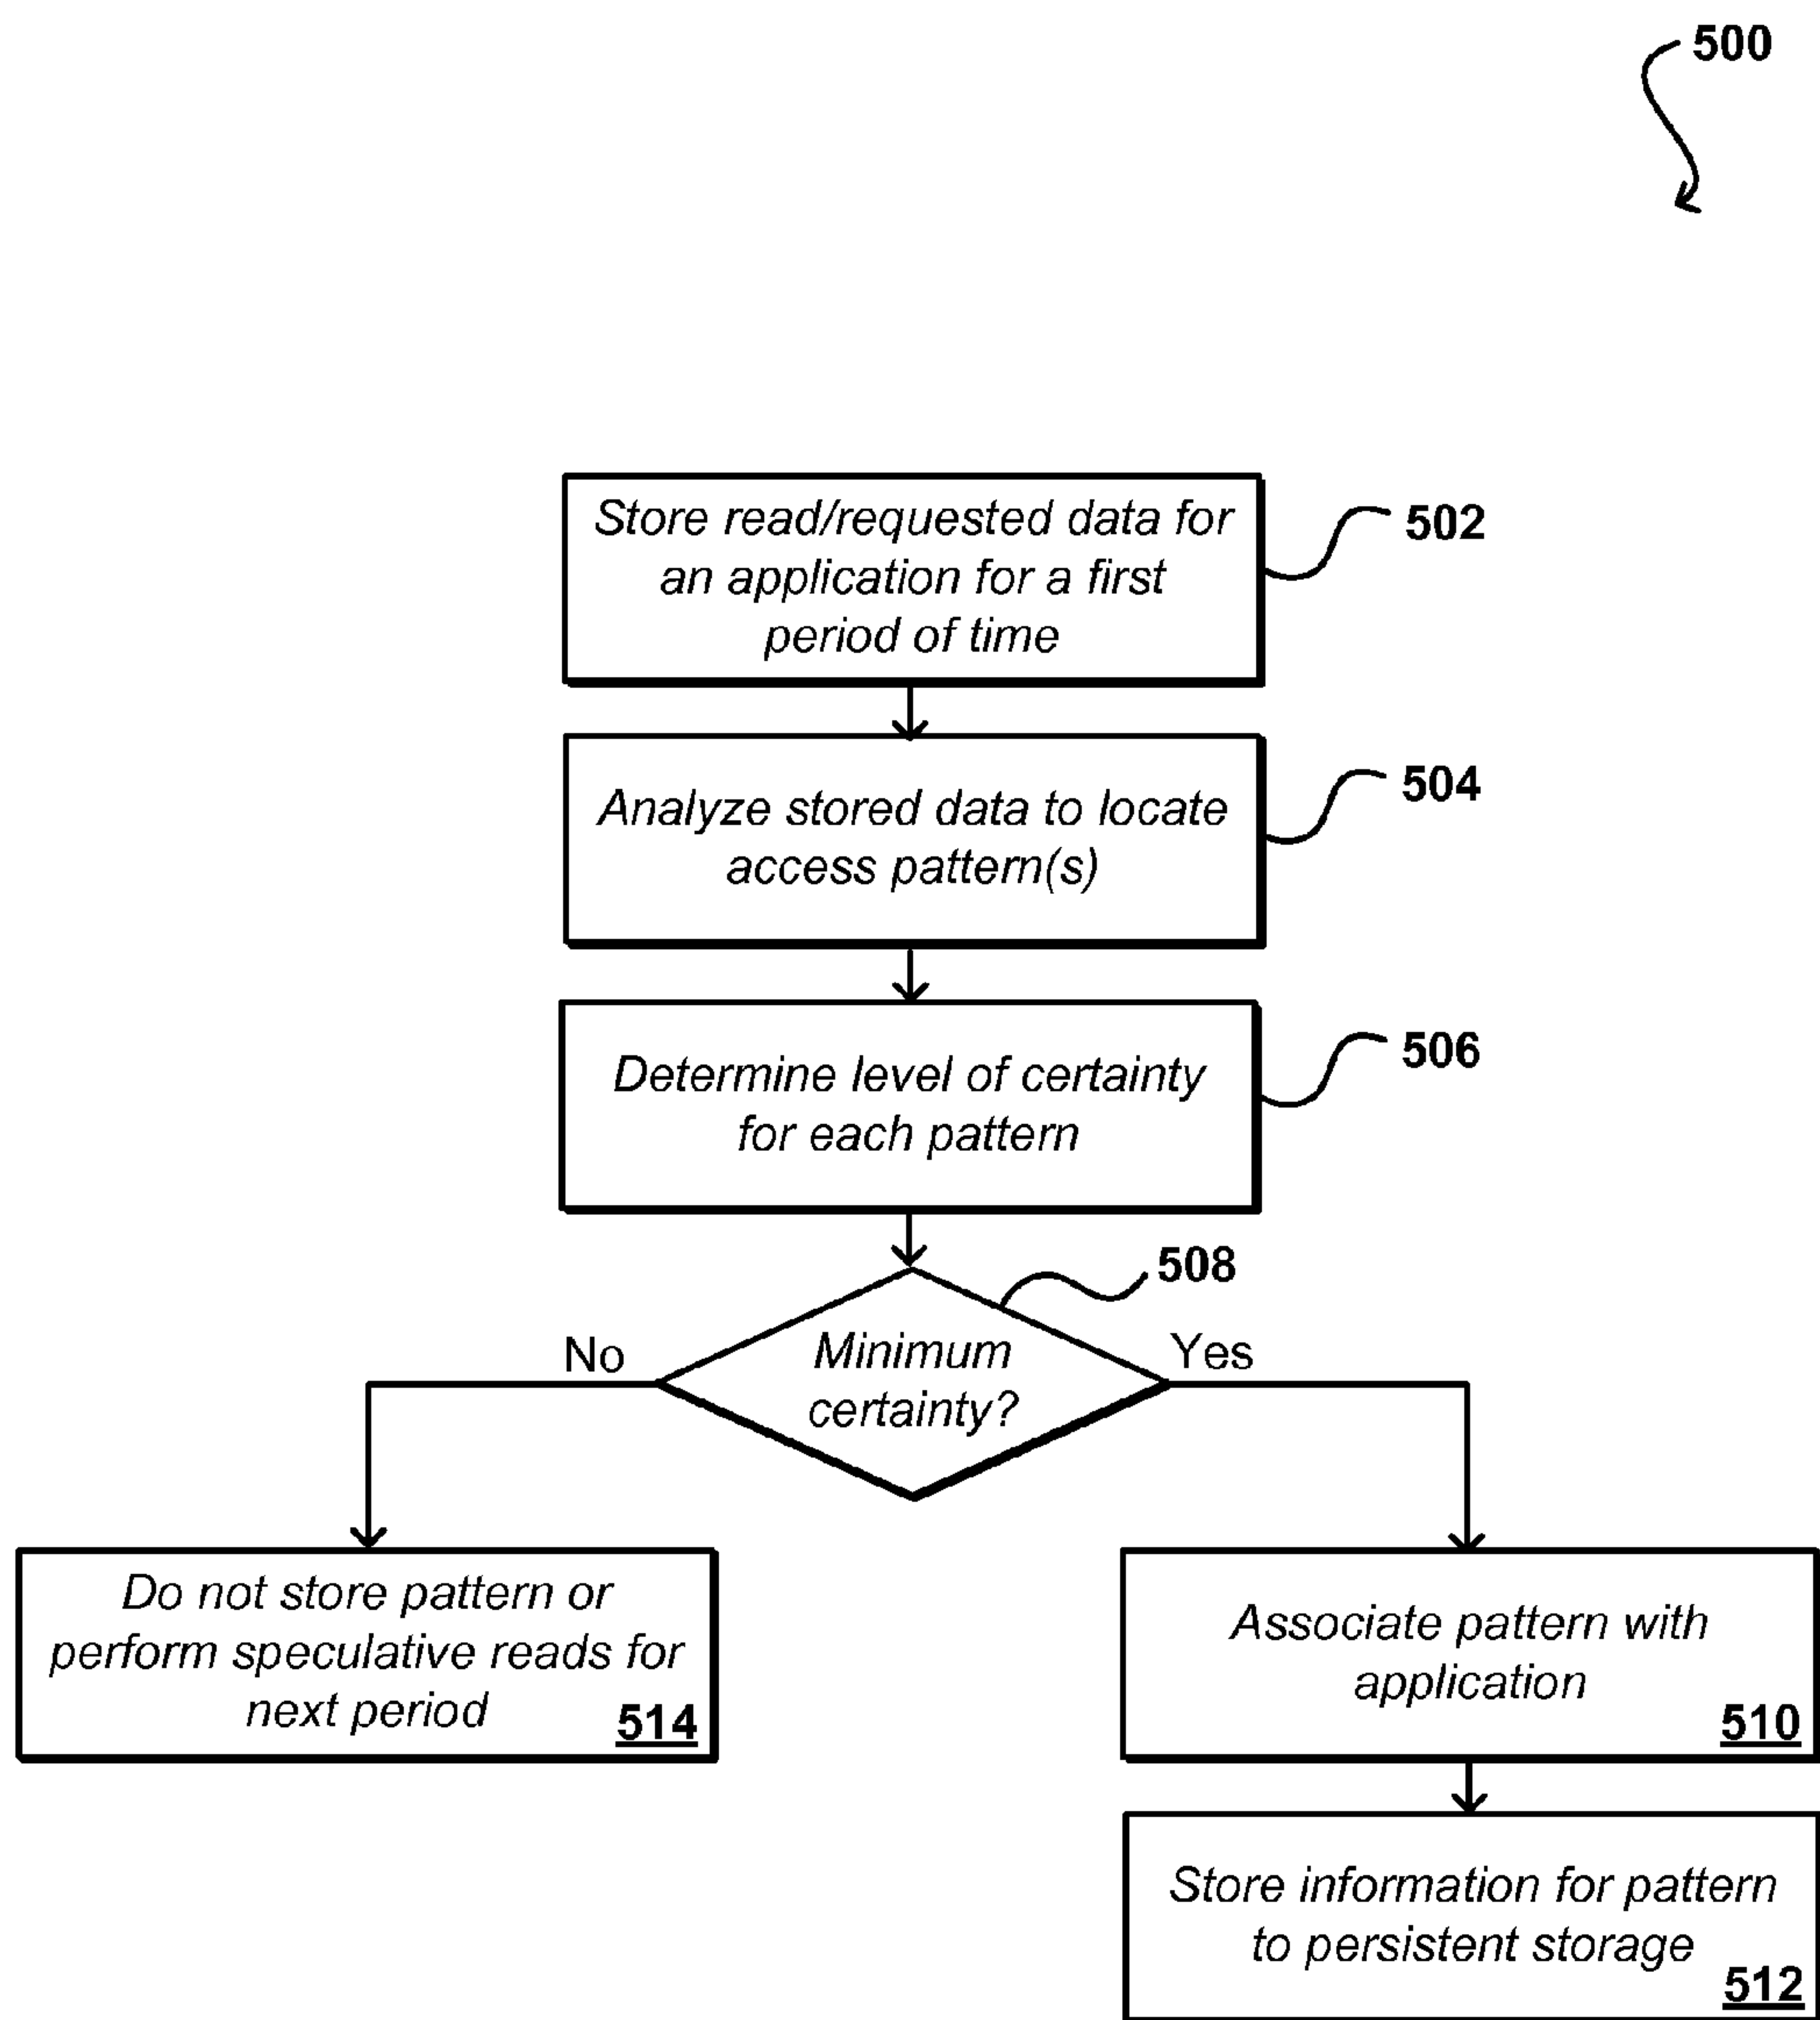 500
Store read/requested data for
an application for a first
period of time
502
Analyze stored data to locate
access pattern(s)
504
Determine level of certainty
for each pattern
506
508
No
Minimum
certainty?
Yes
Do not store pattern or
perform speculative reads for
next period
514
Associate pattern with
application
510
Store information for pattern
to persistent storage
512